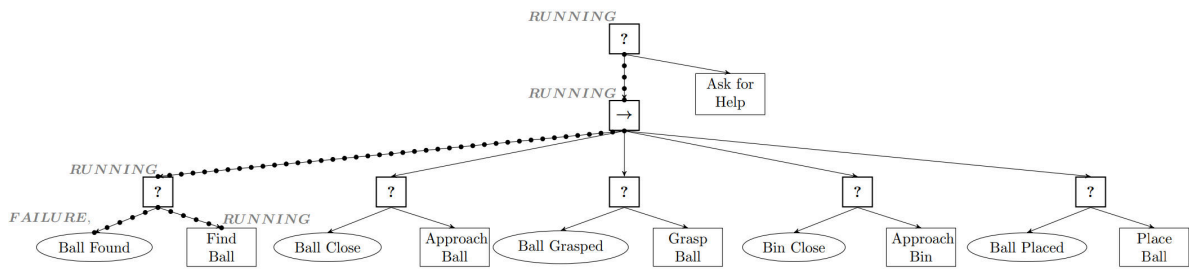 RUNNING
?
Ask for
Help
RUNNING
→
RUNNING
?
?
?
?
?
FAILURE,
RUNNING
Ball Found
Find
Ball
Ball Close
Approach
Ball
Ball Grasped
Grasp
Ball
Bin Close
Approach
Bin
Ball Placed
Place
Ball